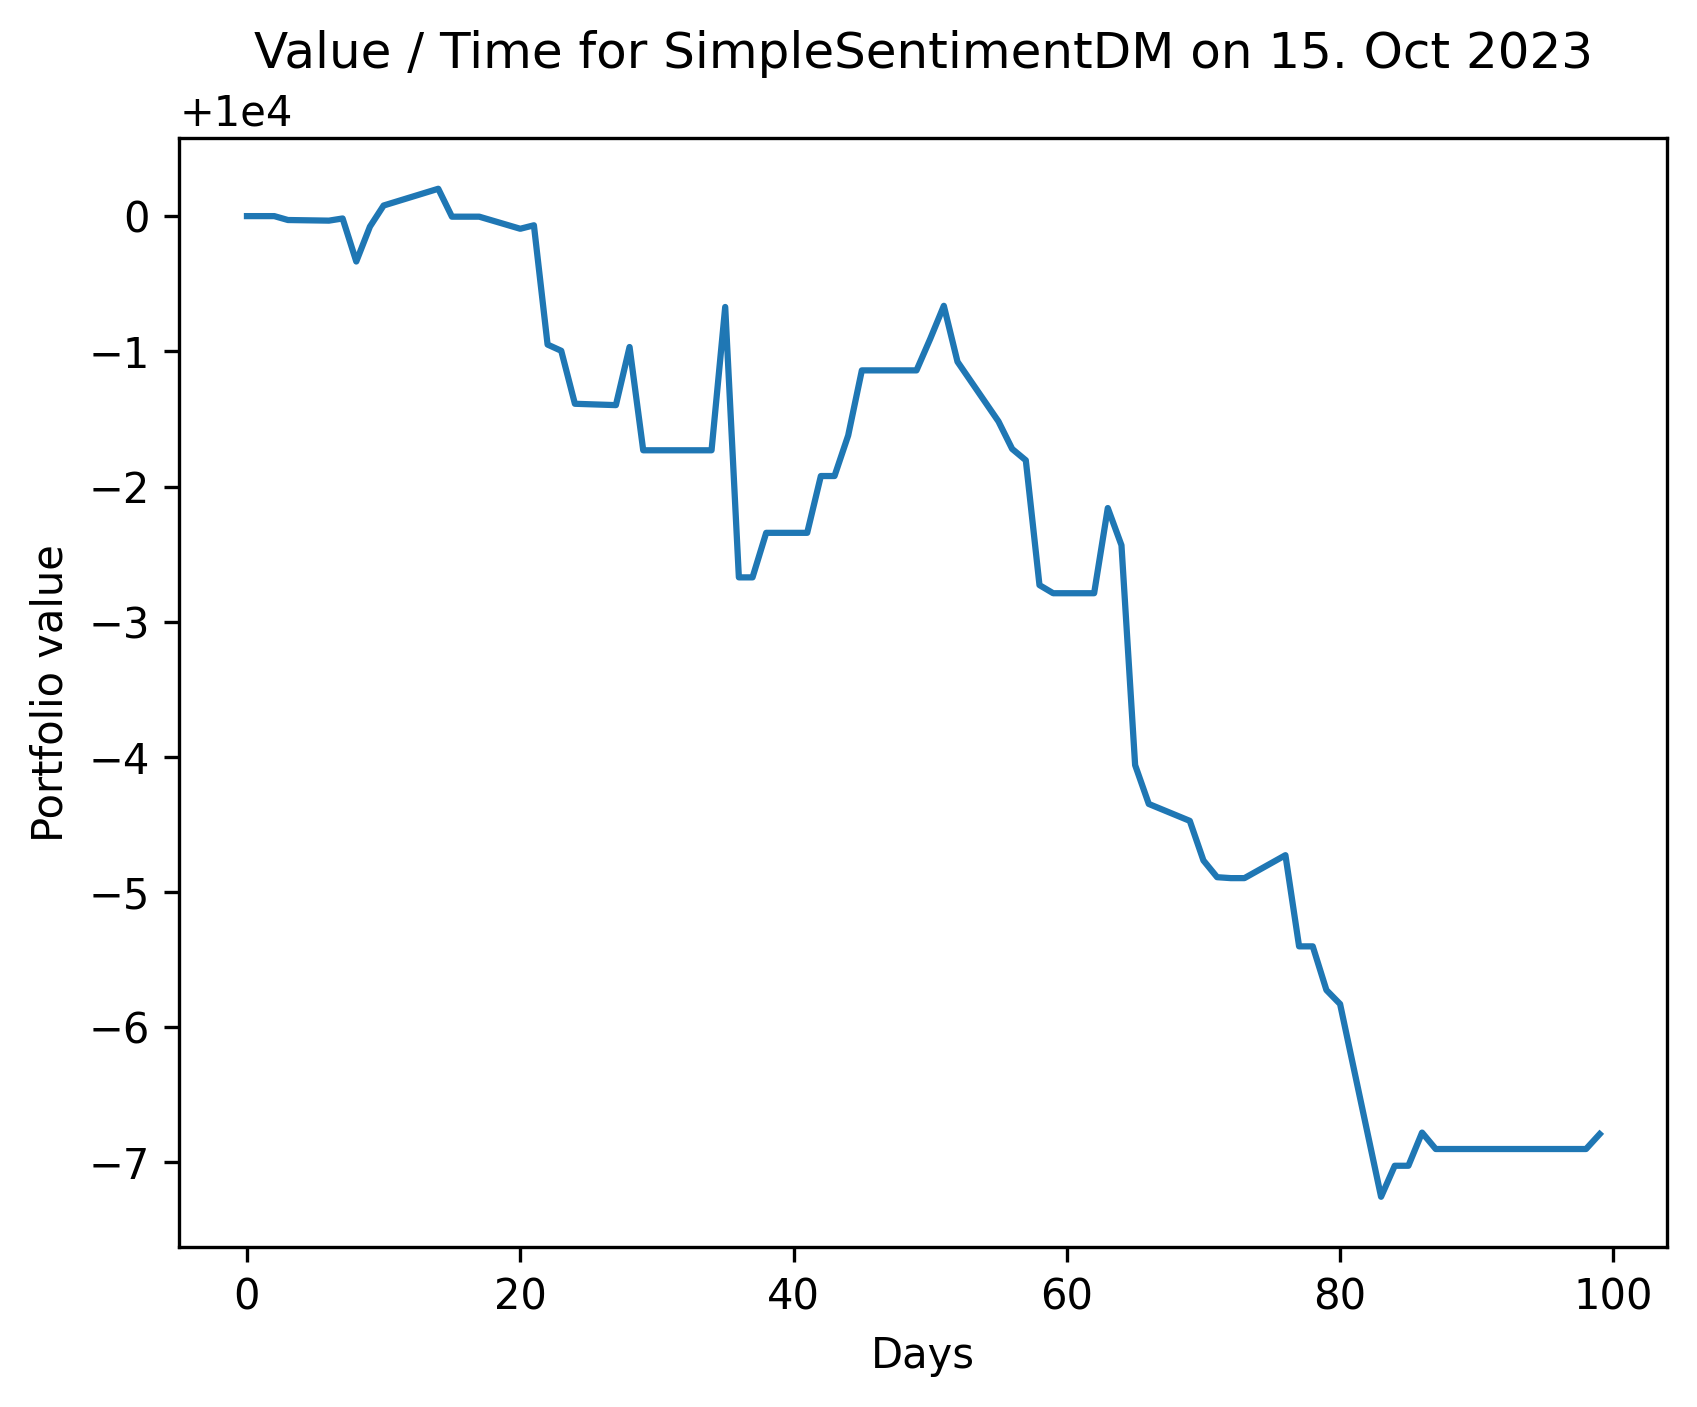 Value / Time for SimpleSentimentDM on 15. Oct 2023
+1e4
0
−1
−2
−3
−4
−5
−6
−7
Portfolio value
0 20 40 60 80 100
Days